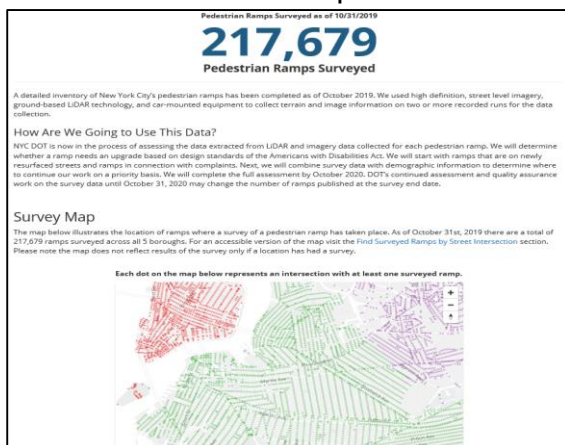 Pedestrian Ramps Surveyed as of 10/31/2019
217,679
Pedestrian Ramps Surveyed
A detailed inventory of New York City's pedestrian ramps has been completed as of October 2019. We used high definition, street level imagery,
ground-based LiDAR technology, and car-mounted equipment to collect terrain and image information on two or more recorded runs for the data
collection.
How Are We Going to Use This Data?
NYC DOT is now in the process of assessing the data extracted from LiDAR and imagery data collected for each pedestrian ramp. We will determine
whether a ramp needs an upgrade based on design standards of the Americans with Disabilities Act. We will start with ramps that are on newly
resurfaced streets and ramps in connection with complaints. Next, we will combine survey data with demographic information to determine where
to continue our work on a priority basis. We will complete the full assessment by October 2020. DOT's continued assessment and quality assurance
work on the survey data until October 31, 2020 may change the number of ramps published at the survey end date.
Survey Map
The map below illustrates the location of ramps where a survey of a pedestrian ramp has taken place. As of October 31st, 2019 there are a total of
217,679 ramps surveyed across all 5 boroughs. For an accessible version of the map visit the Find Surveyed Ramps by Street Intersection section.
Please note the map does not reflect results of the survey only if a location has had a survey.
Each dot on the map below represents an intersection with at least one surveyed ramp.
+
−